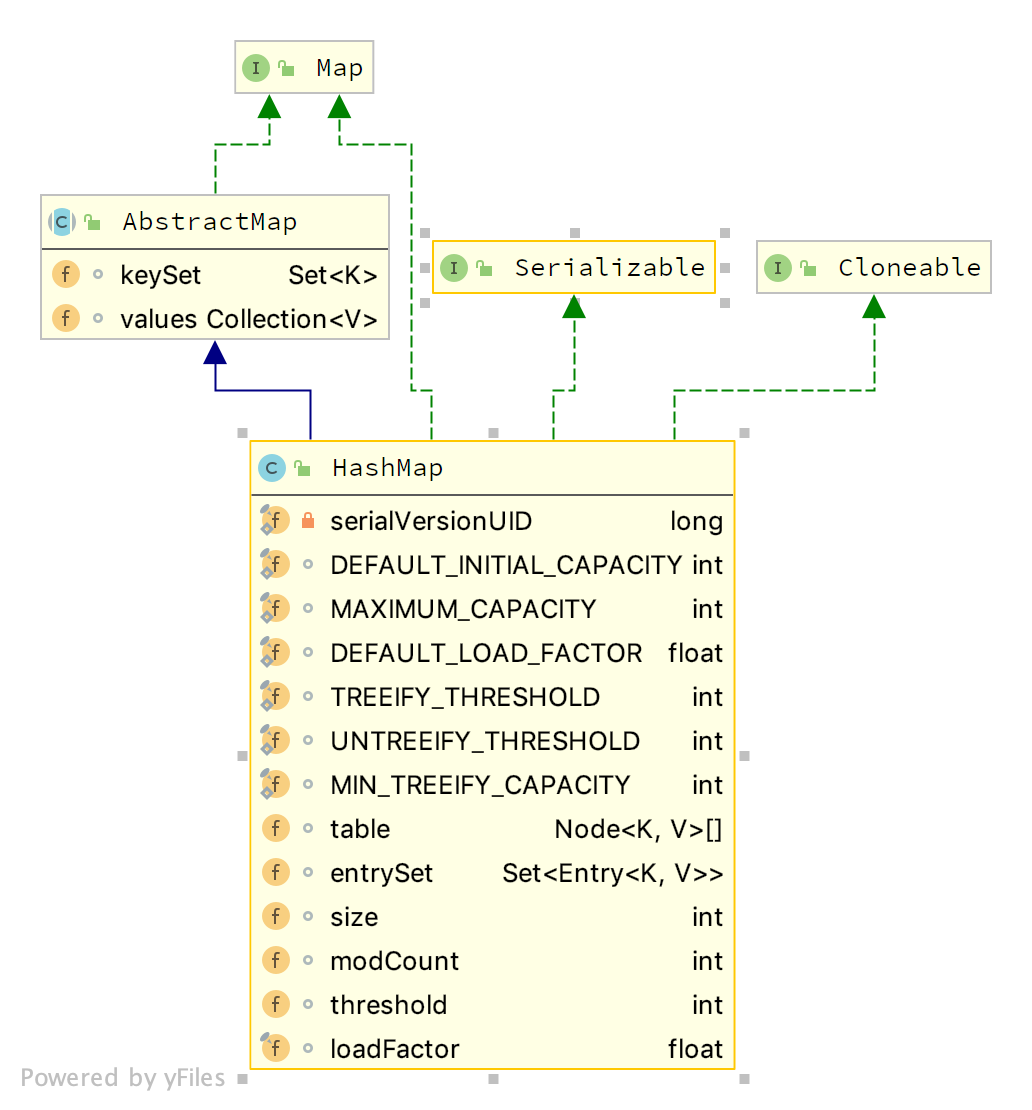 I Map
C AbstractMap
f keySet Set<K>
f values Collection<V>
I Serializable
I Cloneable
C HashMap
f serialVersionUID long
f DEFAULT_INITIAL_CAPACITY int
f MAXIMUM_CAPACITY int
f DEFAULT_LOAD_FACTOR float
f TREEIFY_THRESHOLD int
f UNTREEIFY_THRESHOLD int
f MIN_TREEIFY_CAPACITY int
f table Node<K, V>[]
f entrySet Set<Entry<K, V>>
f size int
f modCount int
f threshold int
f loadFactor float
Powered by yFiles